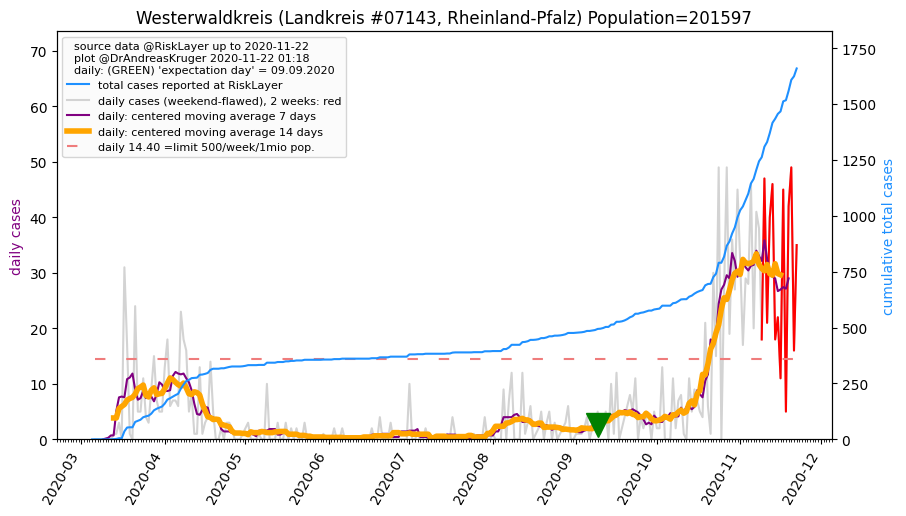 Westerwaldkreis (Landkreis #07143, Rheinland-Pfalz) Population=201597
source data @RiskLayer up to 2020-11-22
plot @DrAndreasKruger 2020-11-22 01:18
daily: (GREEN) 'expectation day' = 09.09.2020
total cases reported at RiskLayer
daily cases (weekend-flawed), 2 weeks: red
daily: centered moving average 7 days
daily: centered moving average 14 days
daily 14.40 =limit 500/week/1mio pop.
daily cases
70
60
50
40
30
20
10
0
cumulative total cases
1750
1500
1250
1000
750
500
250
0
2020-03
2020-04
2020-05
2020-06
2020-07
2020-08
2020-09
2020-10
2020-11
2020-12